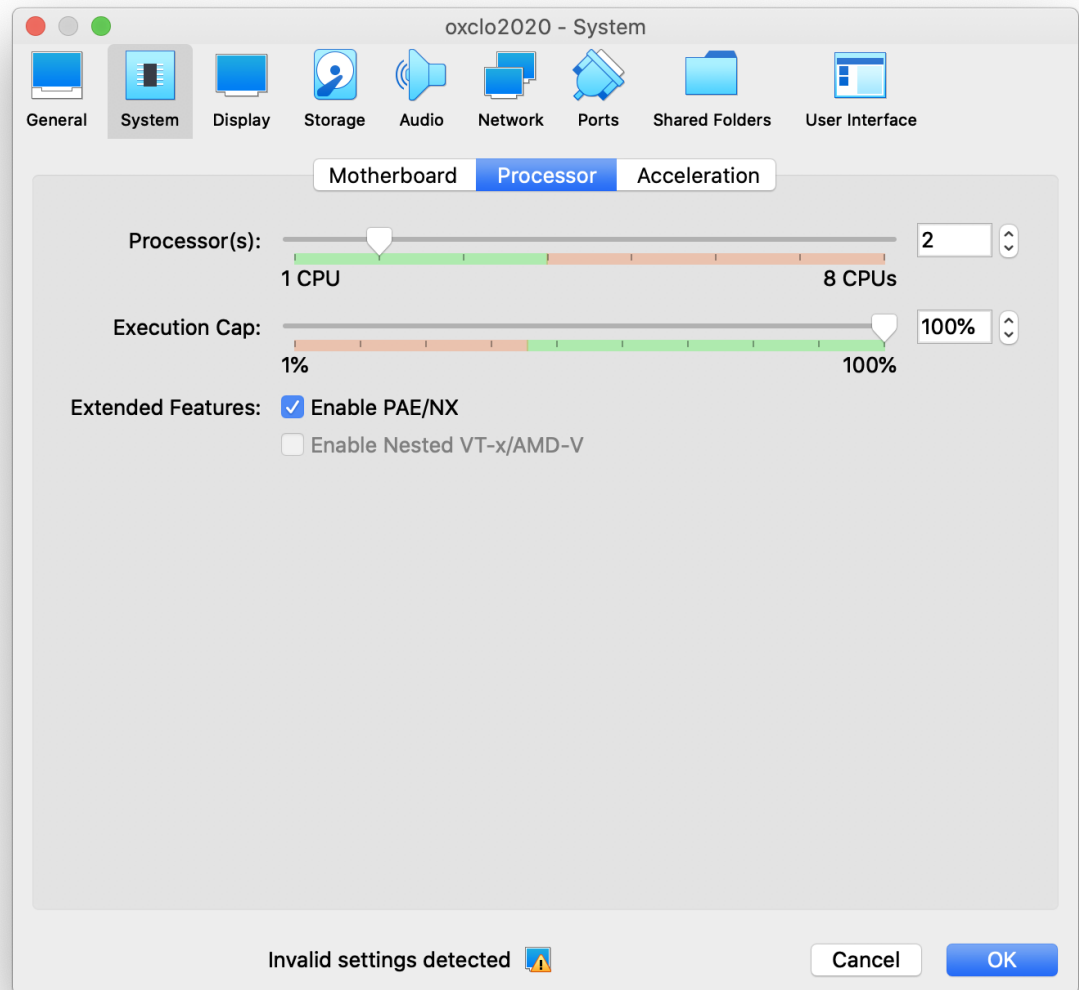 oxclo2020 - System
General System Display Storage Audio Network Ports Shared Folders User Interface
Motherboard Processor Acceleration
Processor(s): 2
1 CPU 8 CPUs
Execution Cap: 100%
1% 100%
Extended Features: Enable PAE/NX
Enable Nested VT-x/AMD-V
Invalid settings detected Cancel OK